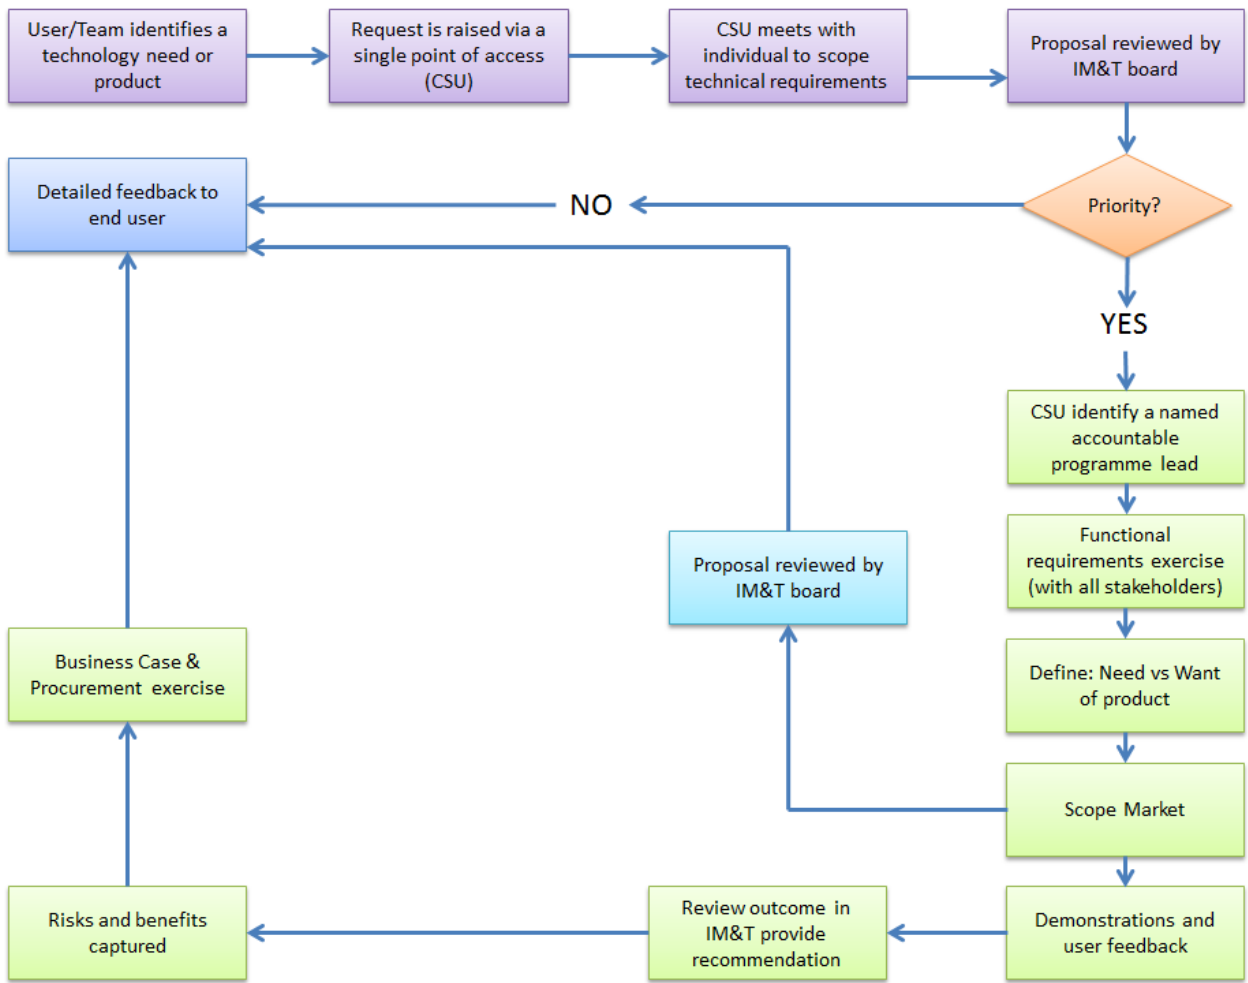 User/Team identifies a
technology need or
product
Request is raised via a
single point of access
(CSU)
CSU meets with
individual to scope
technical requirements
Proposal reviewed by
IM&T board
Detailed feedback to
end user
NO
Priority?
YES
CSU identify a named
accountable
programme lead
Functional
requirements exercise
(with all stakeholders)
Proposal reviewed by
IM&T board
Business Case &
Procurement exercise
Define: Need vs Want
of product
Scope Market
Risks and benefits
captured
Review outcome in
IM&T provide
recommendation
Demonstrations and
user feedback